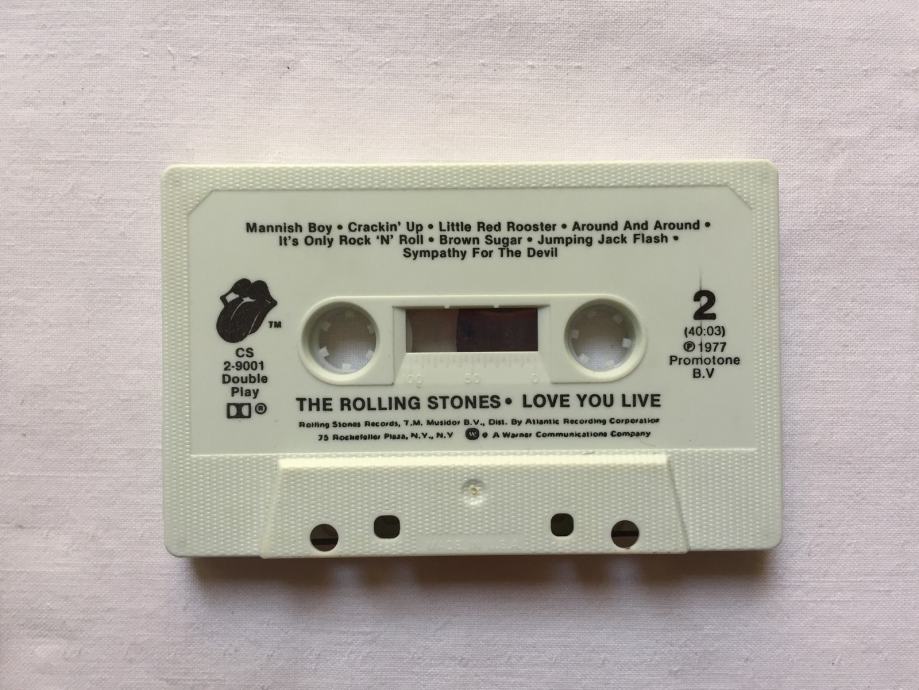 Mannish Boy • Crackin' Up • Little Red Rooster • Around And Around •
It's Only Rock 'N' Roll • Brown Sugar • Jumping Jack Flash •
Sympathy For The Devil
TM
CS
2-9001
Double
Play
®
2
(40:03)
℗ 1977
Promotone
B.V
THE ROLLING STONES • LOVE YOU LIVE
Rolling Stones Records, T.M. Musidor B.V., Dist. By Atlantic Recording Corporation
75 Rockefeller Plaza, N.Y., N.Y A Warner Communications Company